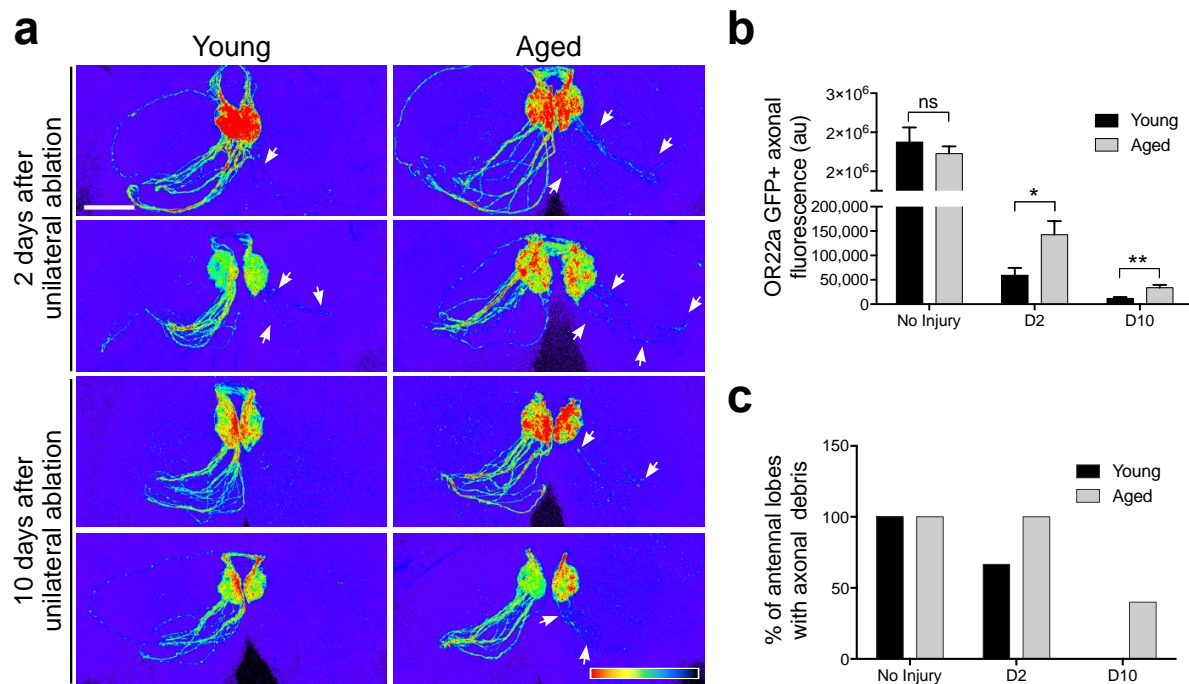 a
Young
Aged
2 days after
unilateral ablation
10 days after
unilateral ablation
b
OR22a GFP+ axonal
fluorescence (au)
3×10⁶
2×10⁶
2×10⁶
200,000
150,000
100,000
50,000
0
ns
*
**
Young
Aged
No Injury
D2
D10
c
% of antennal lobes
with axonal debris
150
100
50
0
Young
Aged
No Injury
D2
D10